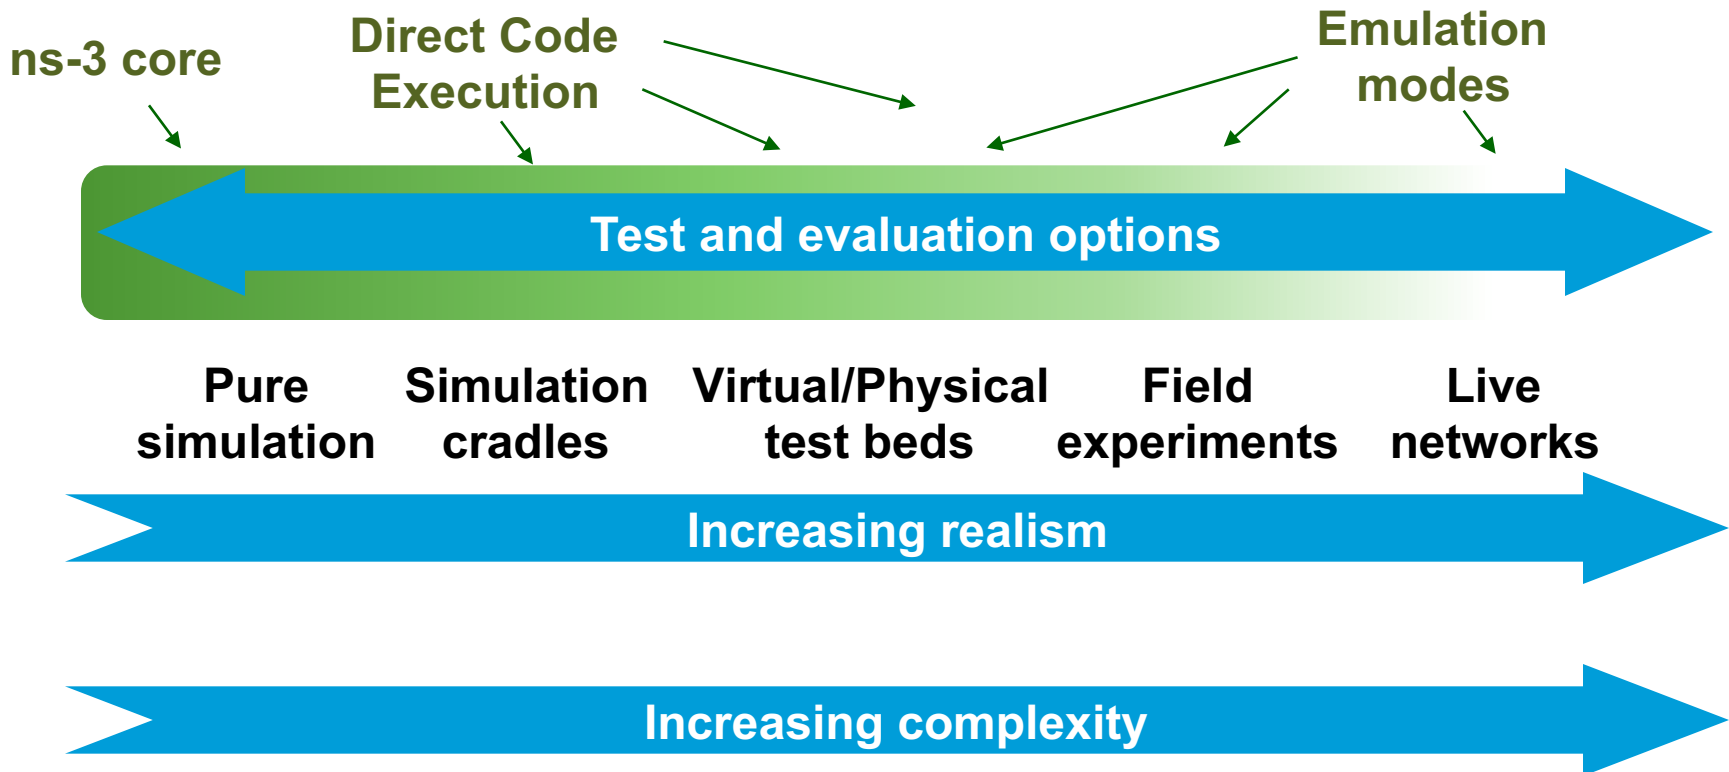 ns-3 core
Direct Code
Execution
Emulation
modes
Test and evaluation options
Pure
simulation
Simulation
cradles
Virtual/Physical
test beds
Field
experiments
Live
networks
Increasing realism
Increasing complexity